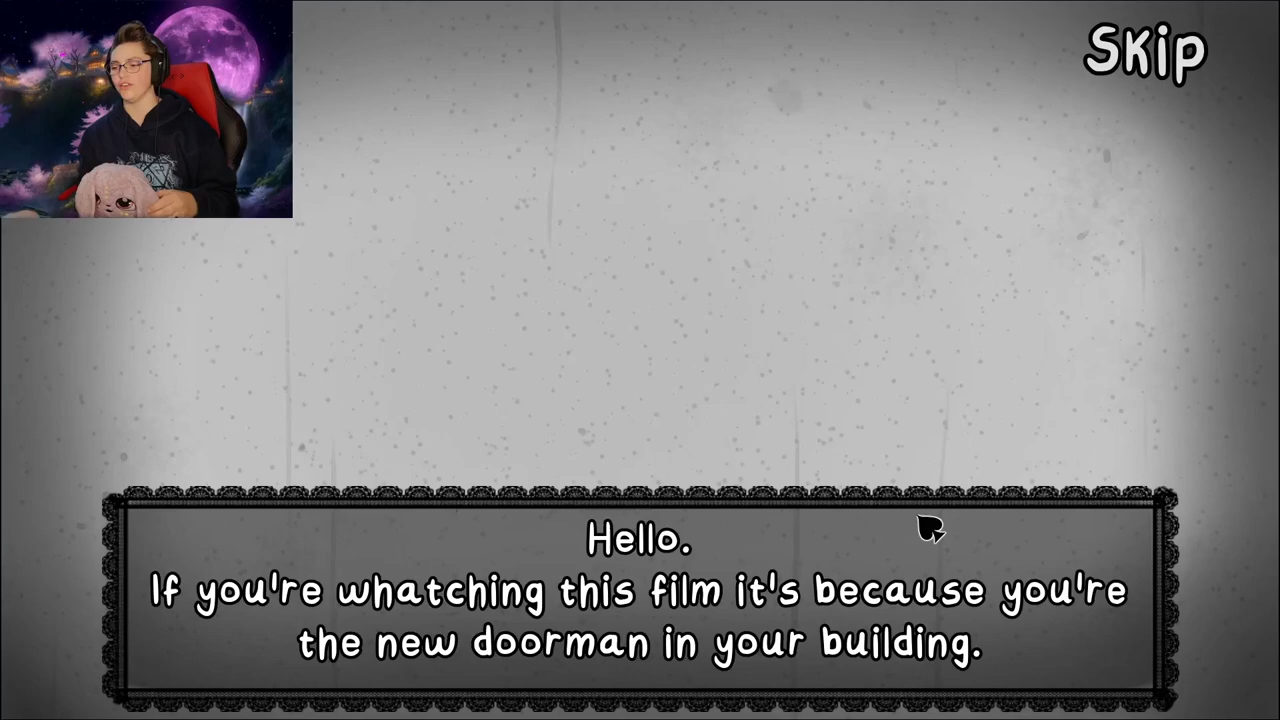 Skip
Hello.
If you're whatching this film it's because you're
the new doorman in your building.